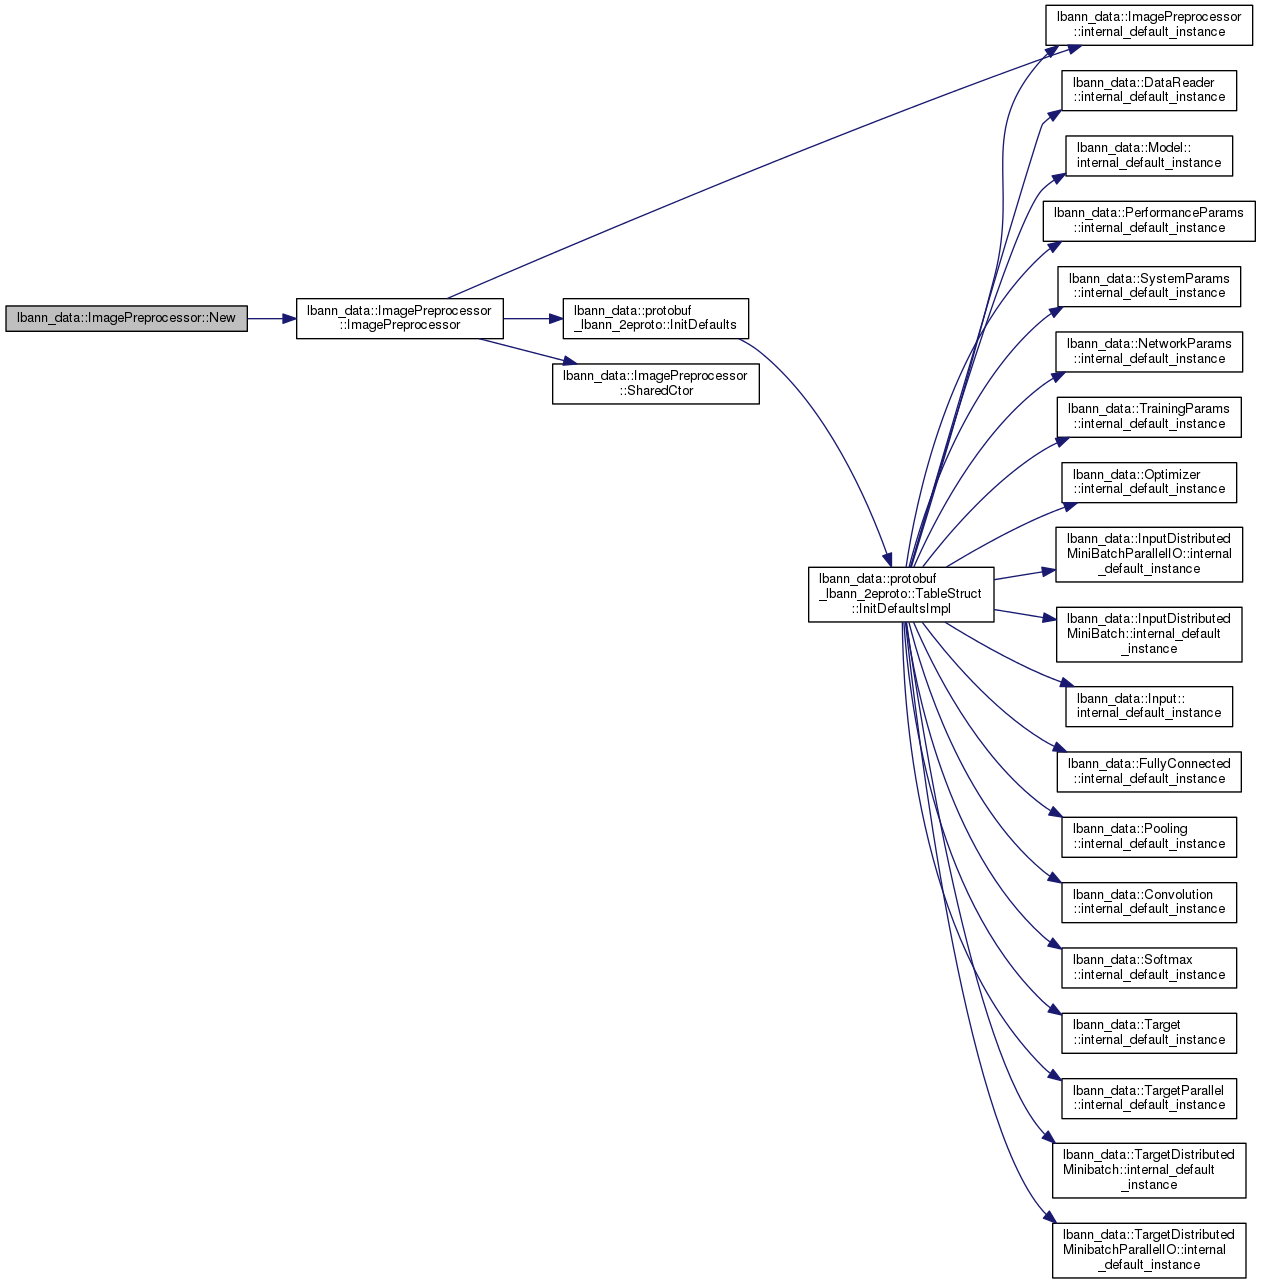 lbann_data::ImagePreprocessor::New
lbann_data::ImagePreprocessor
::ImagePreprocessor
lbann_data::protobuf
_lbann_2eproto::InitDefaults
lbann_data::ImagePreprocessor
::SharedCtor
lbann_data::protobuf
_lbann_2eproto::TableStruct
::InitDefaultsImpl
lbann_data::ImagePreprocessor
::internal_default_instance
lbann_data::DataReader
::internal_default_instance
lbann_data::Model::
internal_default_instance
lbann_data::PerformanceParams
::internal_default_instance
lbann_data::SystemParams
::internal_default_instance
lbann_data::NetworkParams
::internal_default_instance
lbann_data::TrainingParams
::internal_default_instance
lbann_data::Optimizer
::internal_default_instance
lbann_data::InputDistributed
MiniBatchParallelIO::internal
_default_instance
lbann_data::InputDistributed
MiniBatch::internal_default
_instance
lbann_data::Input::
internal_default_instance
lbann_data::FullyConnected
::internal_default_instance
lbann_data::Pooling
::internal_default_instance
lbann_data::Convolution
::internal_default_instance
lbann_data::Softmax
::internal_default_instance
lbann_data::Target
::internal_default_instance
lbann_data::TargetParallel
::internal_default_instance
lbann_data::TargetDistributed
Minibatch::internal_default
_instance
lbann_data::TargetDistributed
MinibatchParallelIO::internal
_default_instance